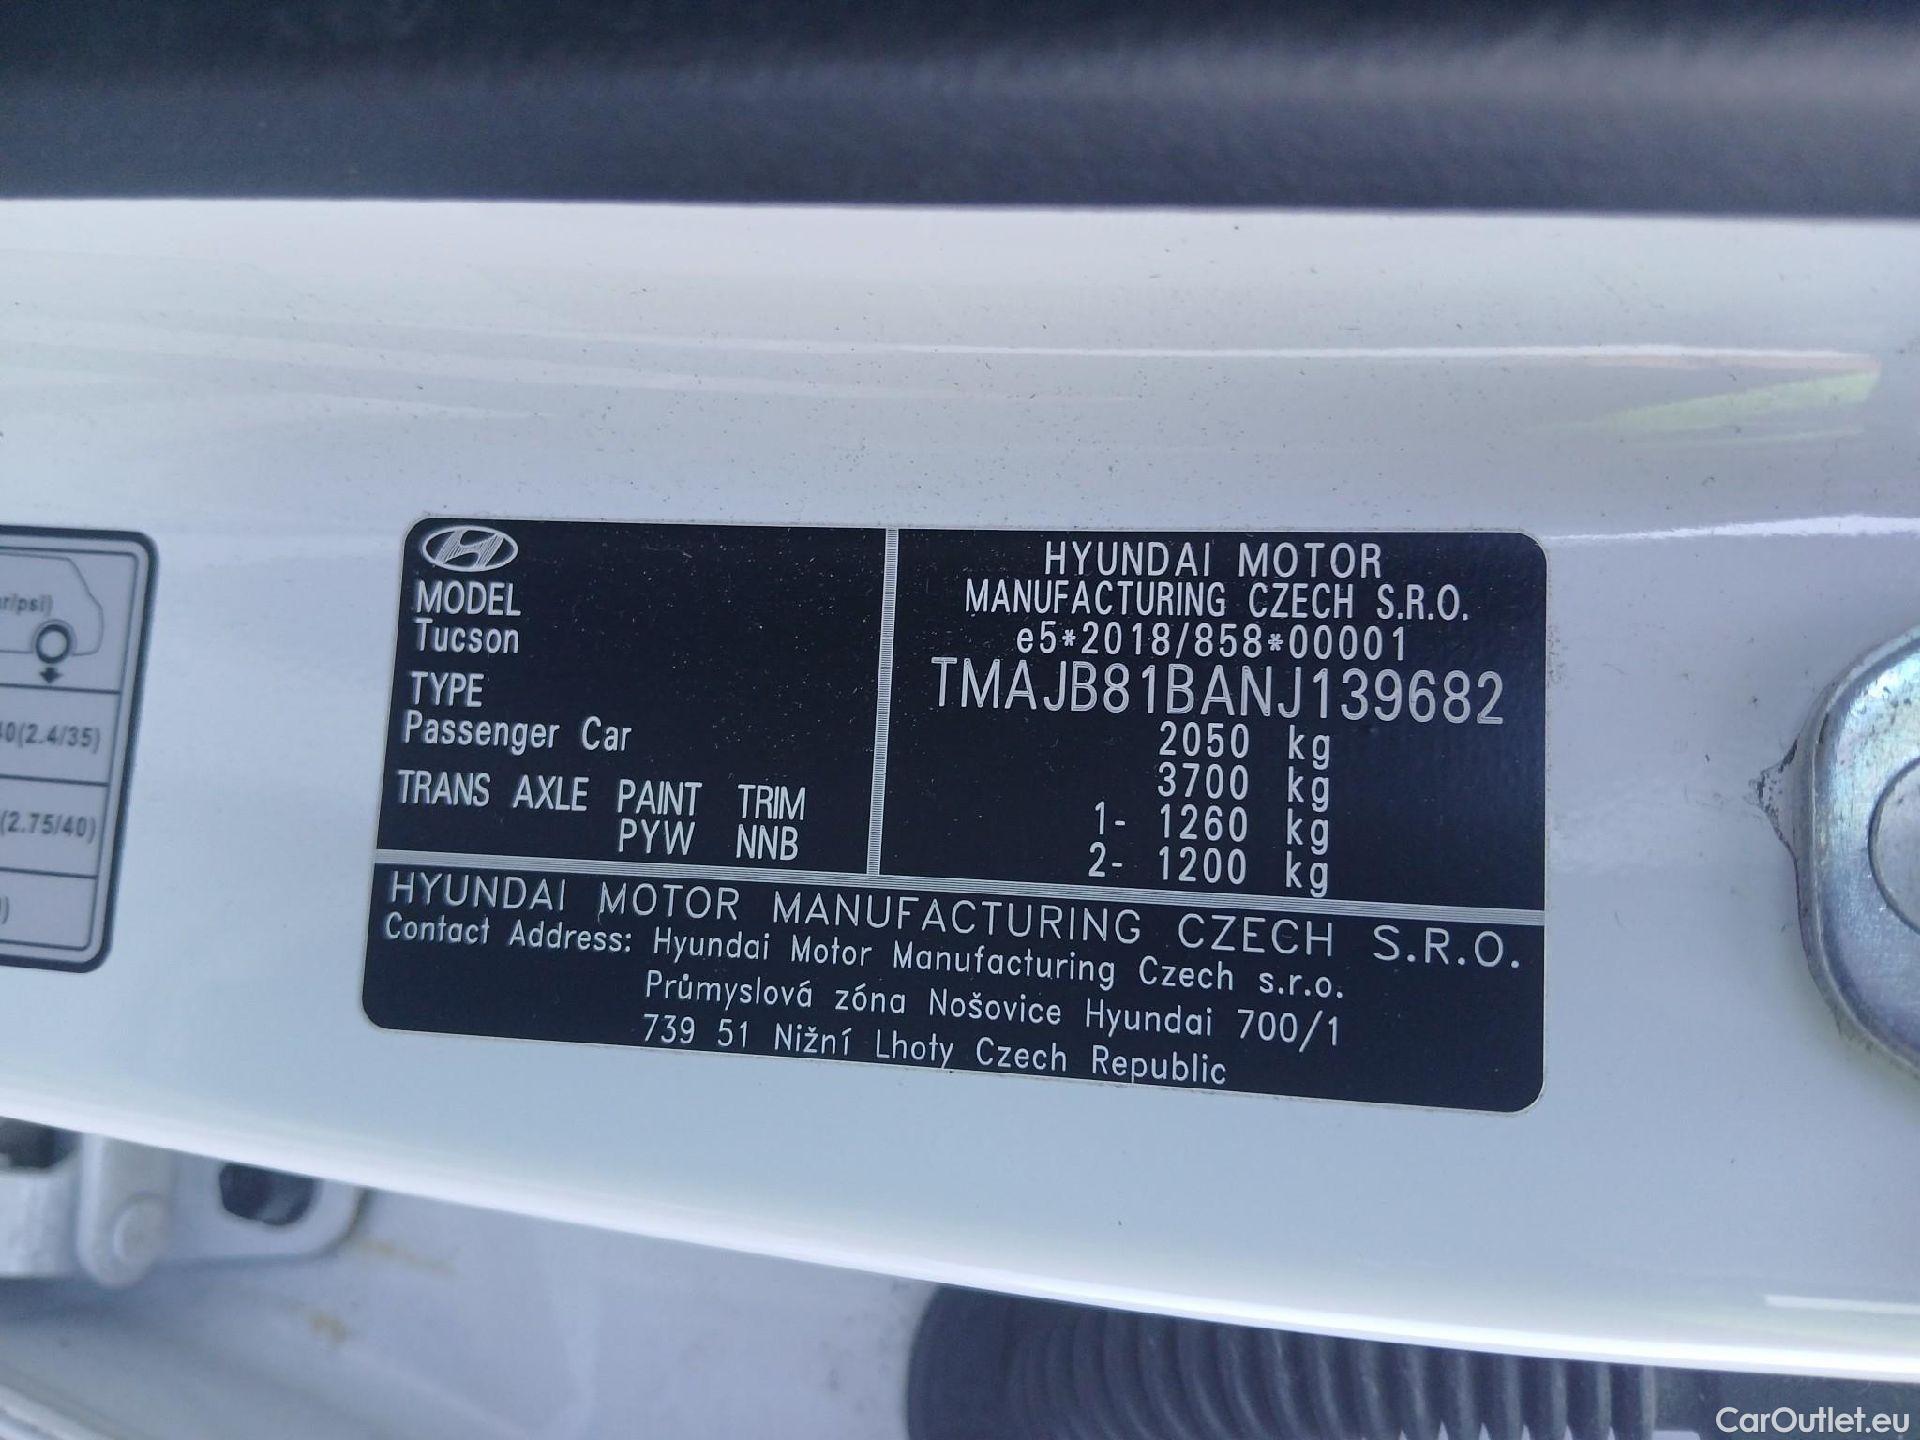 MODEL
Tucson
TYPE
Passenger Car
TRANS AXLE PAINT TRIM
PYW NNB
HYUNDAI MOTOR
MANUFACTURING CZECH S.R.O.
e5*2018/858*00001
TMAJB81BANJ139682
2050 kg
3700 kg
1- 1260 kg
2- 1200 kg
HYUNDAI MOTOR MANUFACTURING CZECH S.R.O.
Contact Address: Hyundai Motor Manufacturing Czech s.r.o.
Průmyslová zóna Nošovice Hyundai 700/1
739 51 Nižní Lhoty Czech Republic
(2.4/35)
(2.75/40)
CarOutlet.eu